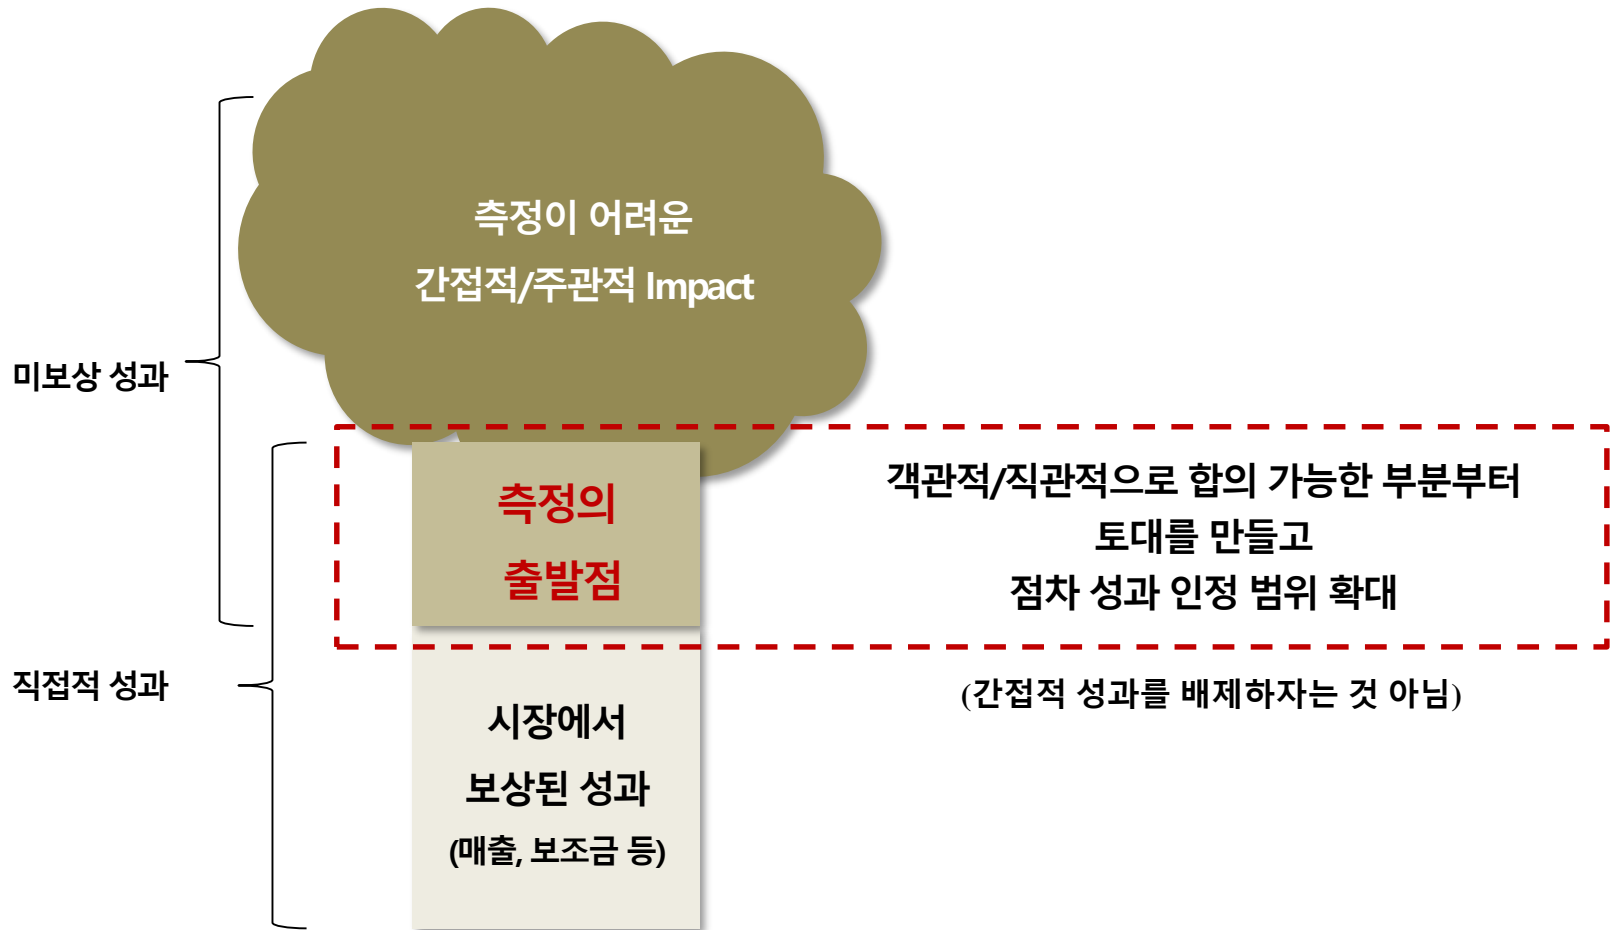 측정이 어려운
간접적/주관적 Impact
미보상 성과
측정의
출발점
객관적/직관적으로 합의 가능한 부분부터
토대를 만들고
점차 성과 인정 범위 확대
직접적 성과
(간접적 성과를 배제하자는 것 아님)
시장에서
보상된 성과
(매출, 보조금 등)